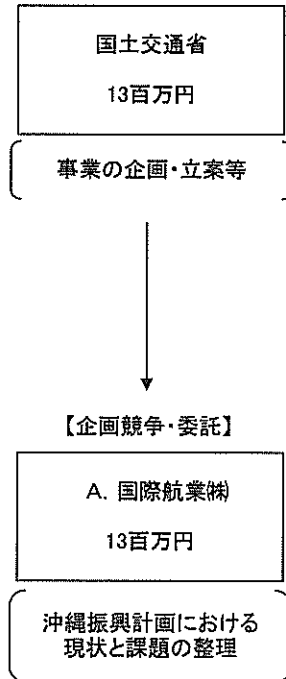 国土交通省
13百万円
事業の企画・立案等
【企画競争・委託】
A. 国際航業㈱
13百万円
沖縄振興計画における
現状と課題の整理